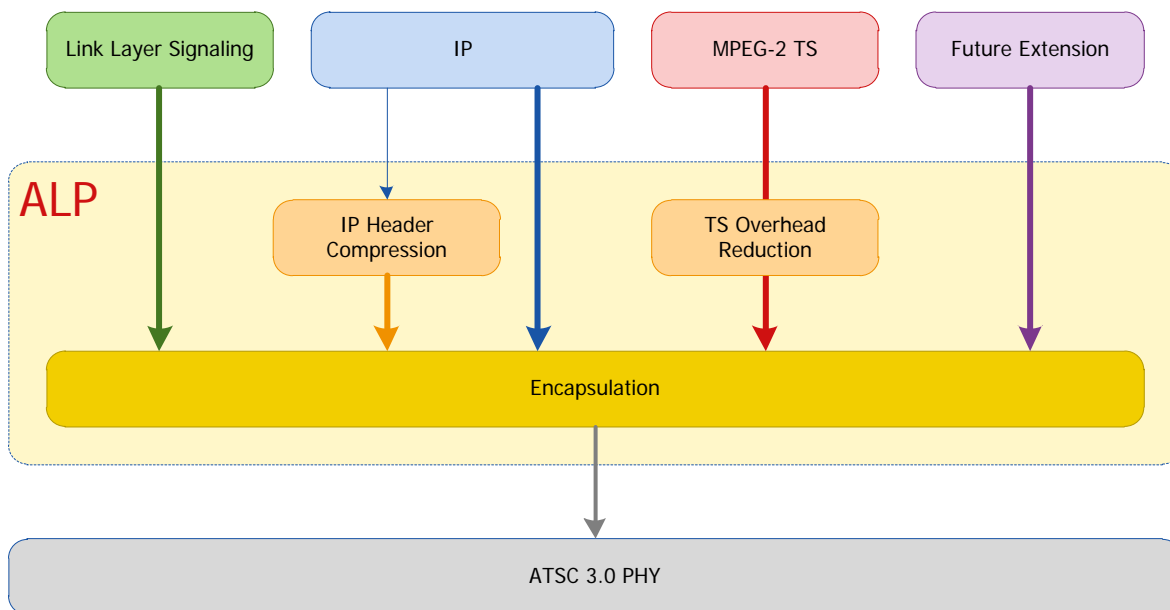 Link Layer Signaling
IP
MPEG-2 TS
Future Extension
ALP
IP Header
Compression
TS Overhead
Reduction
Encapsulation
ATSC 3.0 PHY